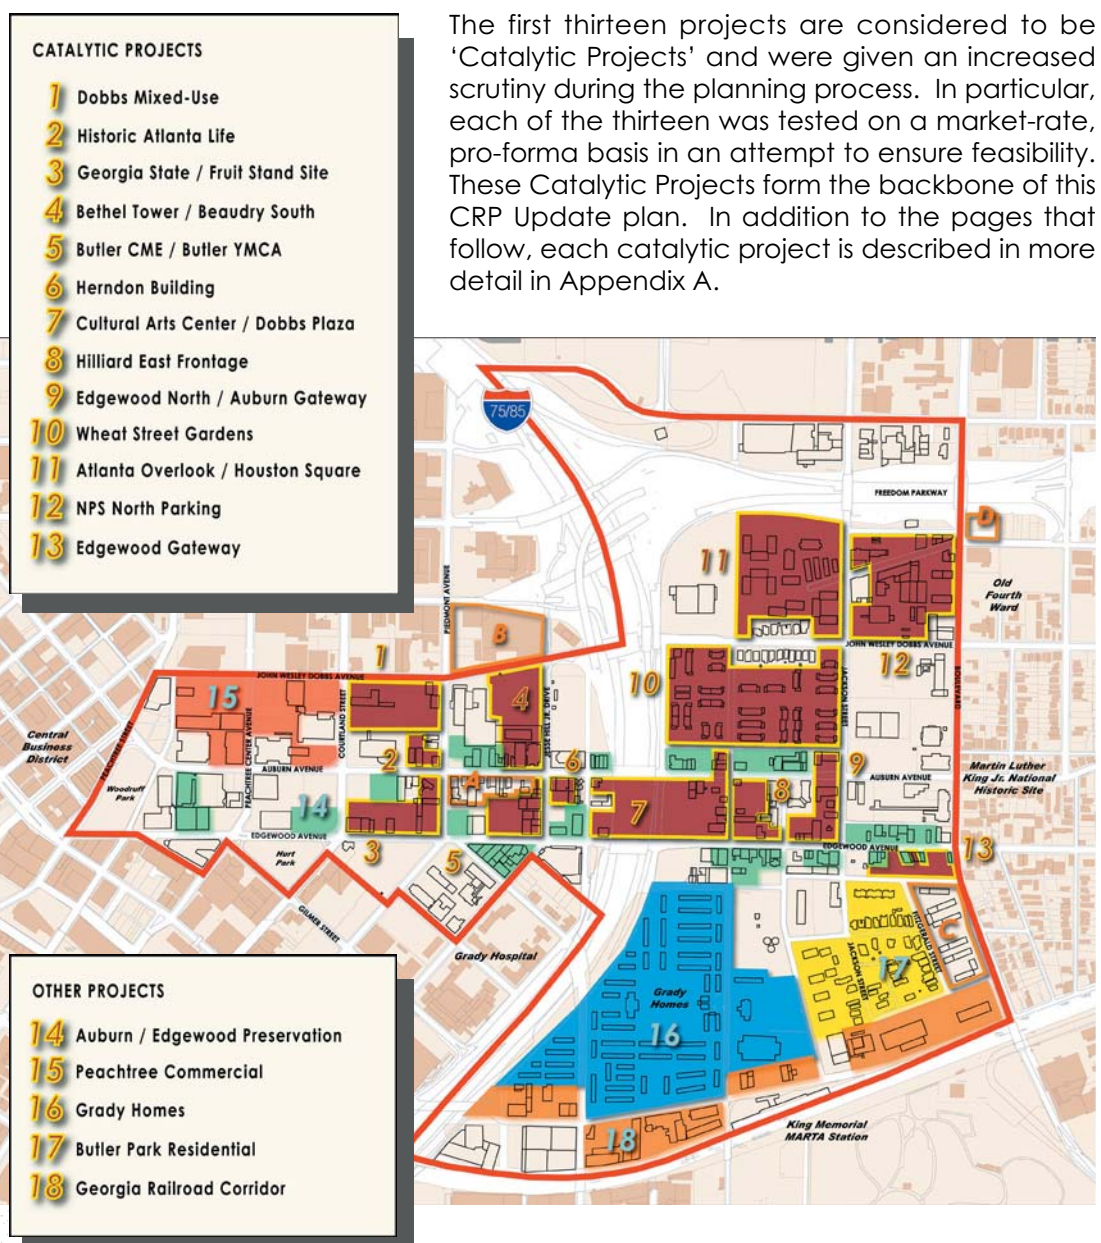 CATALYTIC PROJECTS
1 Dobbs Mixed-Use
2 Historic Atlanta Life
3 Georgia State / Fruit Stand Site
4 Bethel Tower / Beaudry South
5 Butler CME / Butler YMCA
6 Herndon Building
7 Cultural Arts Center / Dobbs Plaza
8 Hilliard East Frontage
9 Edgewood North / Auburn Gateway
10 Wheat Street Gardens
11 Atlanta Overlook / Houston Square
12 NPS North Parking
13 Edgewood Gateway
The first thirteen projects are considered to be
‘Catalytic Projects’ and were given an increased
scrutiny during the planning process. In particular,
each of the thirteen was tested on a market-rate,
pro-forma basis in an attempt to ensure feasibility.
These Catalytic Projects form the backbone of this
CRP Update plan. In addition to the pages that
follow, each catalytic project is described in more
detail in Appendix A.
75/85
FREEDOM PARKWAY
D
11
Old
Fourth
Ward
PIEDMONT AVENUE
B
JOHN WESLEY DOBBS AVENUE
1
12
JOHN WESLEY DOBBS AVENUE
10
15
4
JACKSON STREET
BOULEVARD
COURTLAND STREET
JESSE HILL JR. DRIVE
PEACHTREE STREET
PEACHTREE CENTER AVENUE
Central
Business
District
2
6
9
AUBURN AVENUE
AUBURN AVENUE
Martin Luther
King Jr. National
Historic Site
Woodruff
Park
A
8
14
7
EDGEWOOD AVENUE
EDGEWOOD AVENUE
3
5
13
Hurt
Park
GILMER STREET
Grady Hospital
C
FITZGERALD STREET
JACKSON STREET
17
Grady
Homes
16
King Memorial
MARTA Station
18
OTHER PROJECTS
14 Auburn / Edgewood Preservation
15 Peachtree Commercial
16 Grady Homes
17 Butler Park Residential
18 Georgia Railroad Corridor